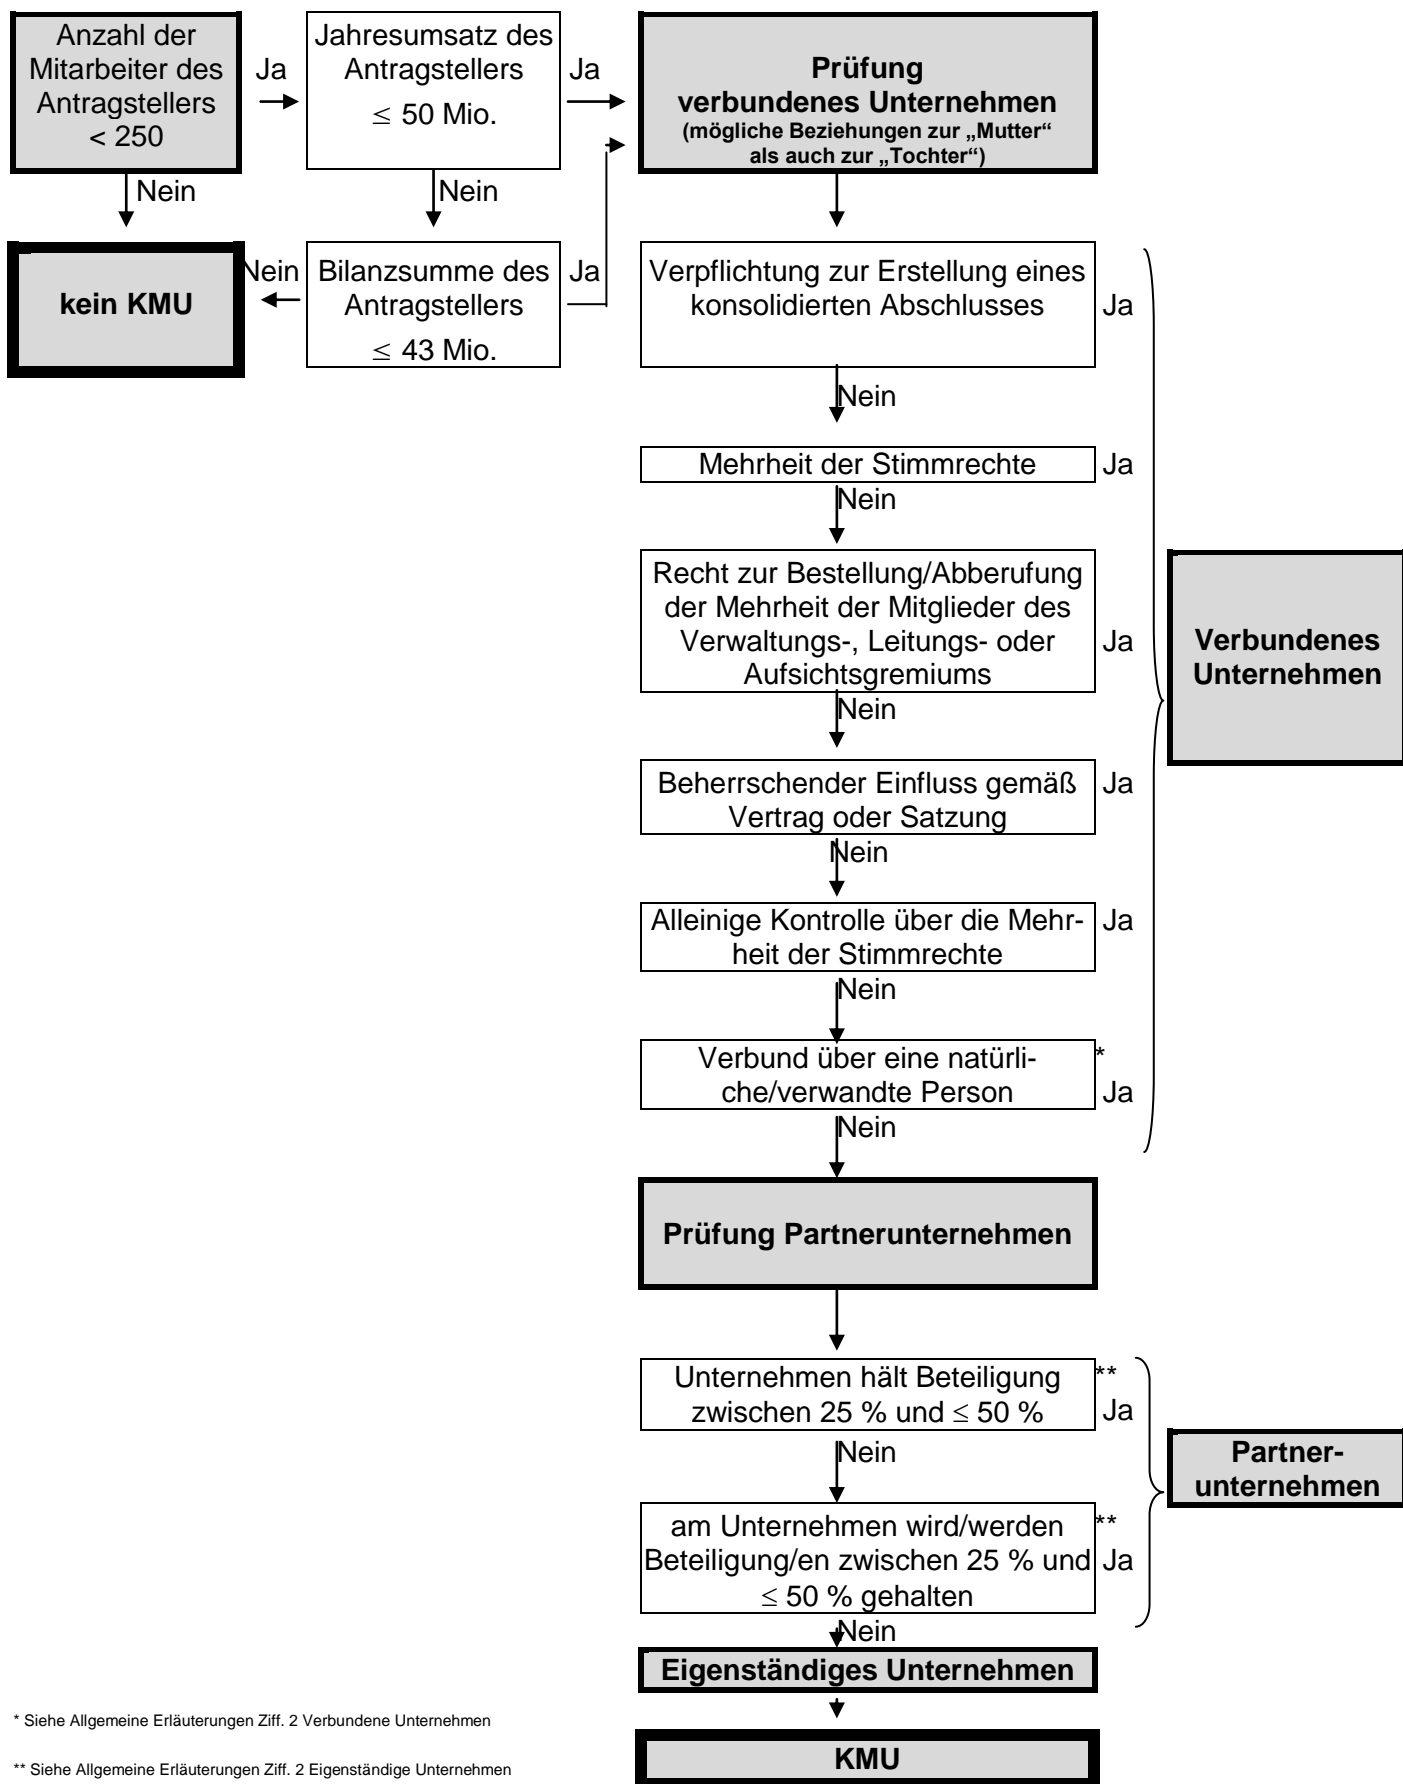 Anzahl der
Mitarbeiter des
Antragstellers
< 250
Ja
Jahresumsatz des
Antragstellers
≤ 50 Mio.
Ja
Prüfung
verbundenes Unternehmen
(mögliche Beziehungen zur „Mutter“
als auch zur „Tochter“)
Nein
Nein
kein KMU
Nein
Bilanzsumme des
Antragstellers
≤ 43 Mio.
Ja
Verpflichtung zur Erstellung eines
konsolidierten Abschlusses
Ja
Nein
Mehrheit der Stimmrechte
Ja
Nein
Recht zur Bestellung/Abberufung
der Mehrheit der Mitglieder des
Verwaltungs-, Leitungs- oder
Aufsichtsgremiums
Ja
Verbundenes
Unternehmen
Nein
Beherrschender Einfluss gemäß
Vertrag oder Satzung
Ja
Nein
Alleinige Kontrolle über die Mehr-
heit der Stimmrechte
Ja
Nein
Verbund über eine natürli-
che/verwandte Person
*
Ja
Nein
Prüfung Partnerunternehmen
Unternehmen hält Beteiligung
zwischen 25 % und ≤ 50 %
**
Ja
Nein
Partner-
unternehmen
am Unternehmen wird/werden
Beteiligung/en zwischen 25 % und
≤ 50 % gehalten
**
Ja
Nein
Eigenständiges Unternehmen
KMU
* Siehe Allgemeine Erläuterungen Ziff. 2 Verbundene Unternehmen
** Siehe Allgemeine Erläuterungen Ziff. 2 Eigenständige Unternehmen